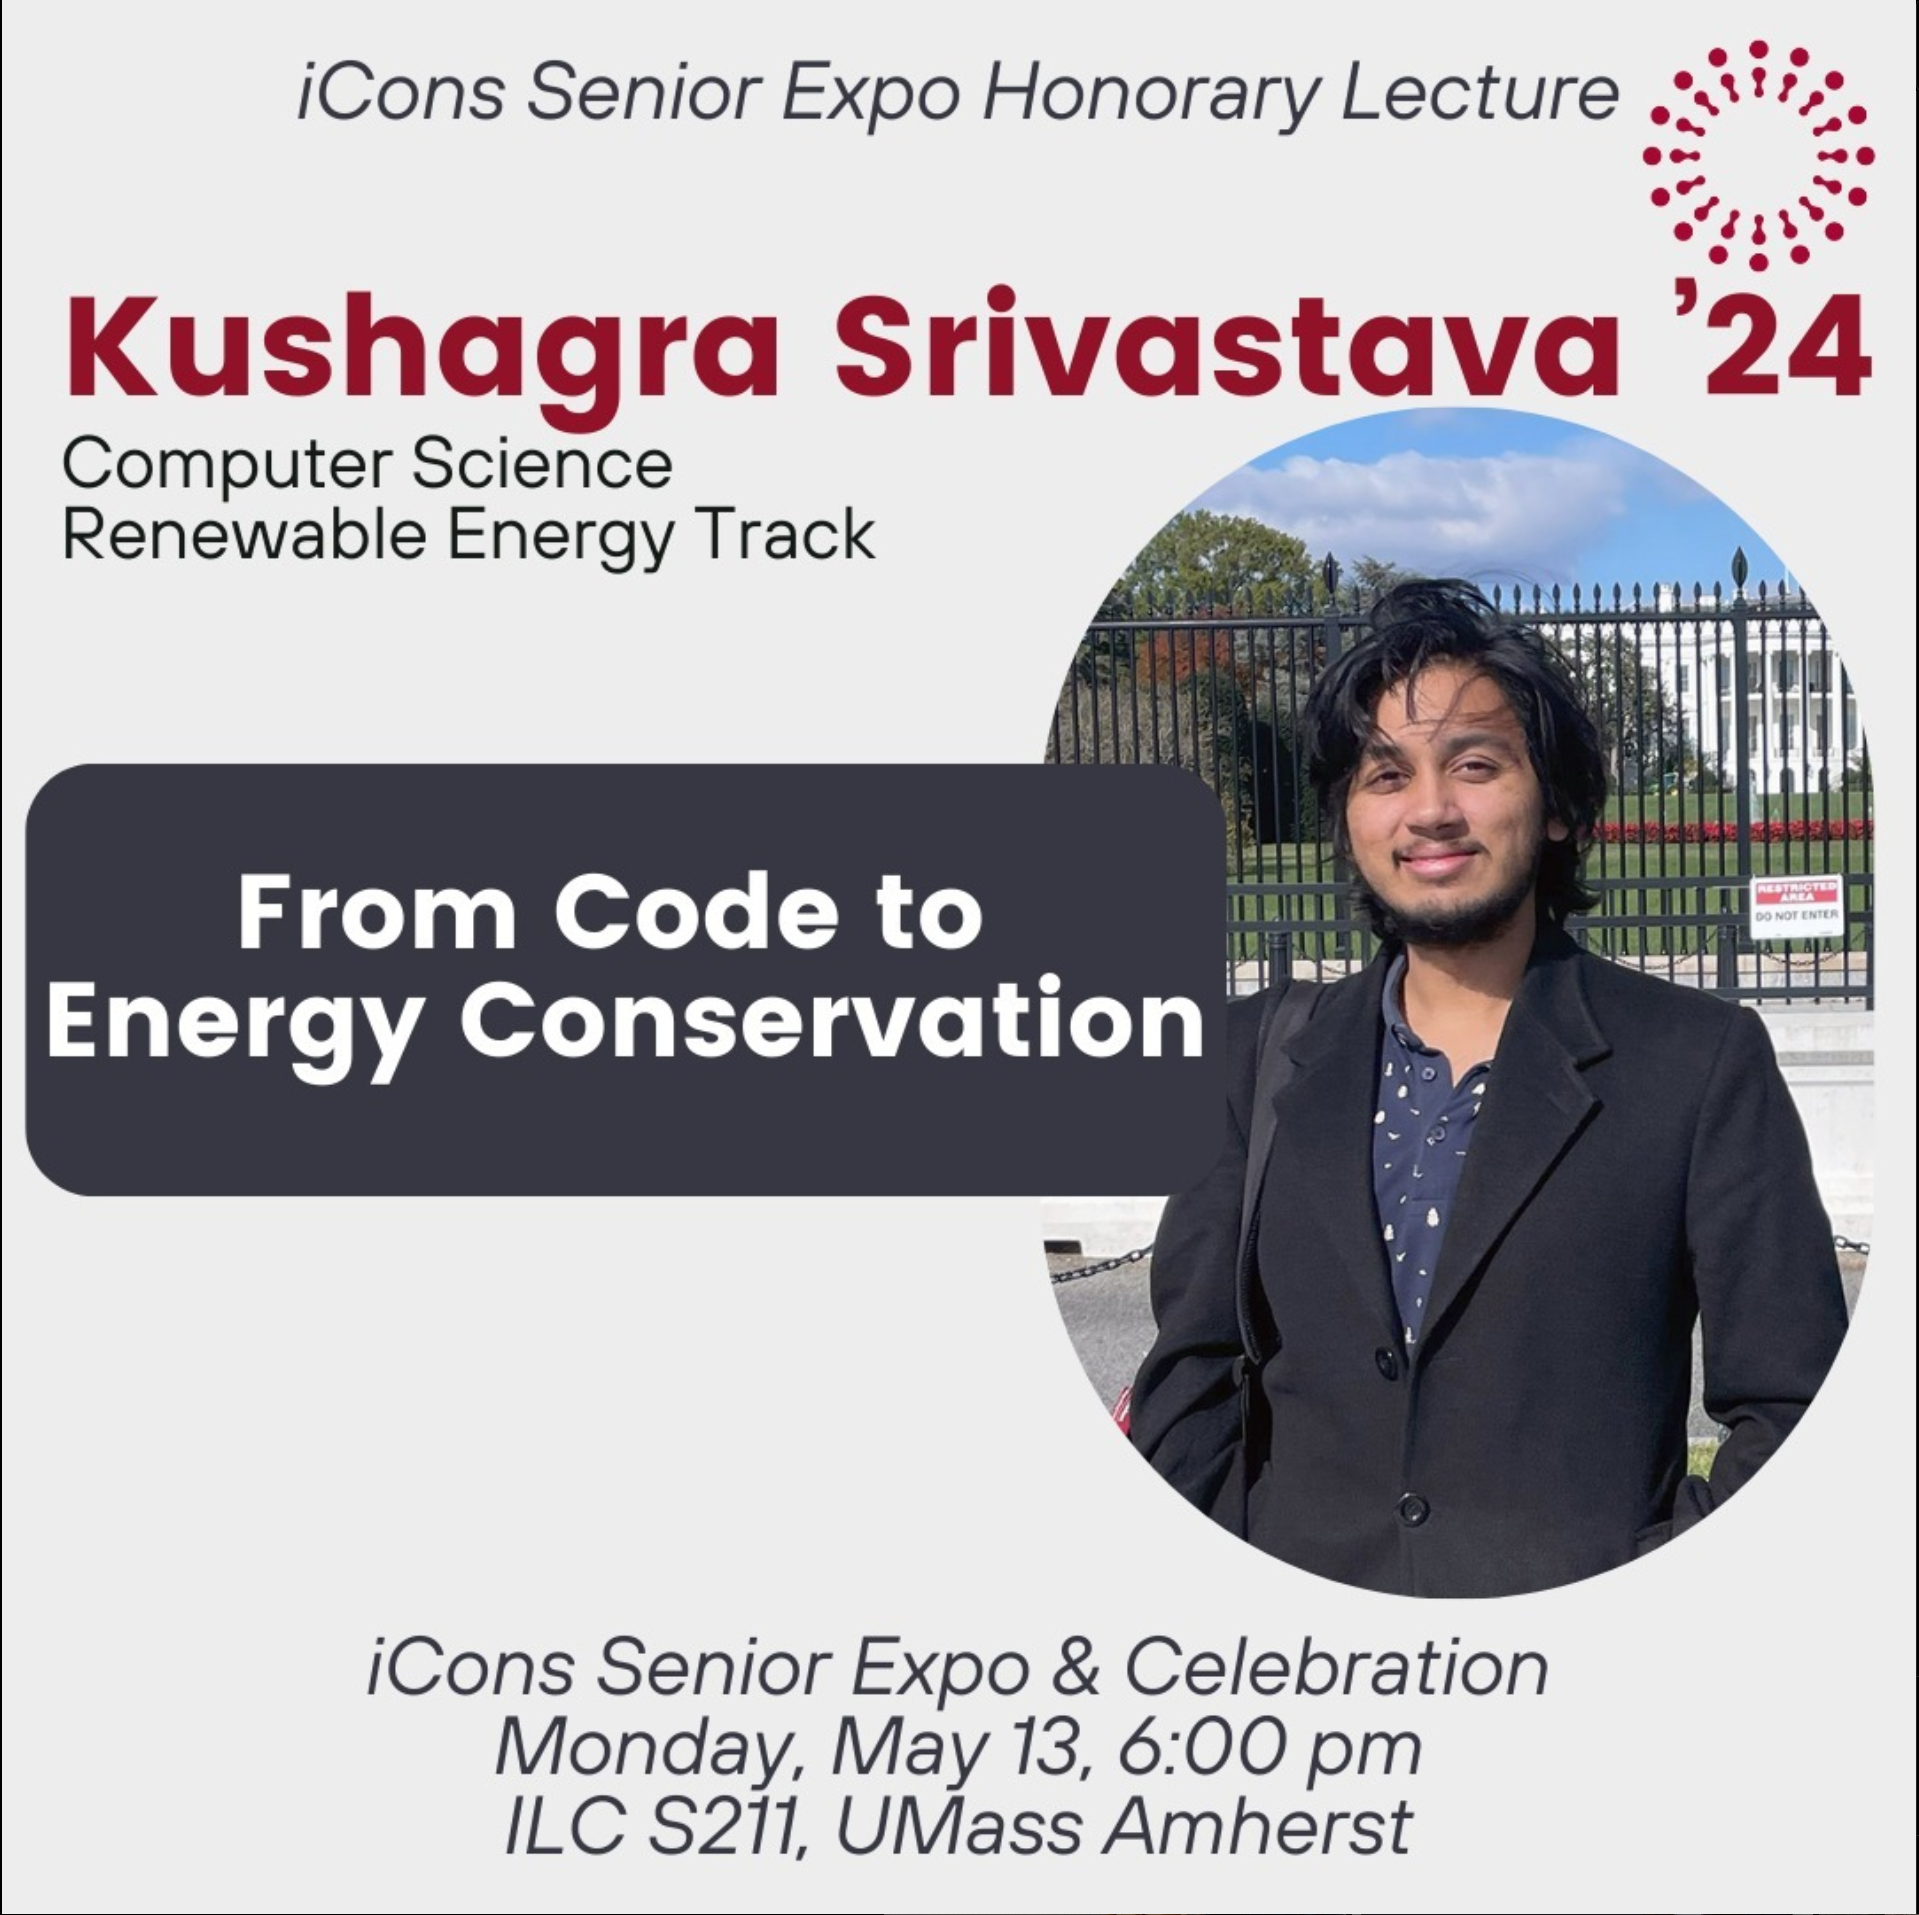 iCons Senior Expo Honorary Lecture
Kushagra Srivastava ’24
Computer Science
Renewable Energy Track
From Code to
Energy Conservation
RESTRICTED
AREA
DO NOT ENTER
iCons Senior Expo & Celebration
Monday, May 13, 6:00 pm
ILC S211, UMass Amherst